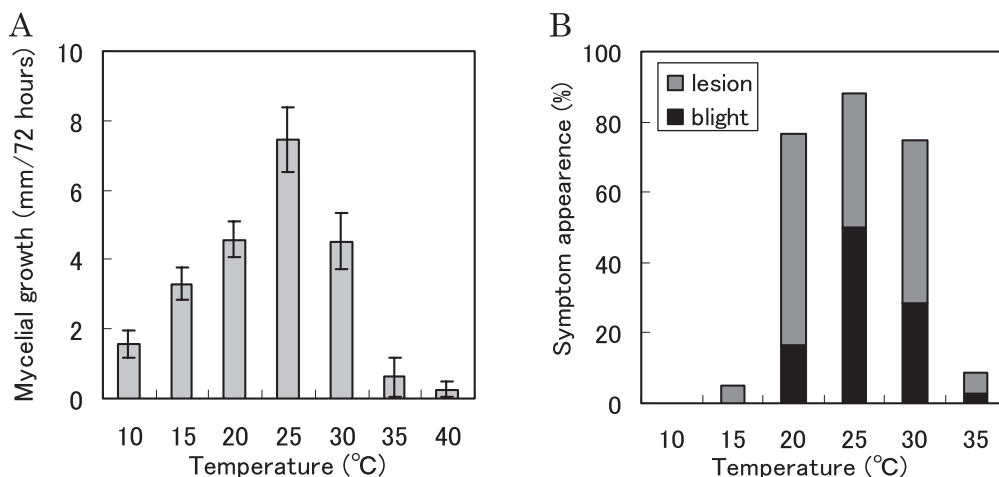 A
Mycelial growth (mm/72 hours)
10
8
6
4
2
0
10 15 20 25 30 35 40
Temperature (℃)
B
Symptom appearence (%)
100
80
60
40
20
0
lesion
blight
10 15 20 25 30 35
Temperature (℃)